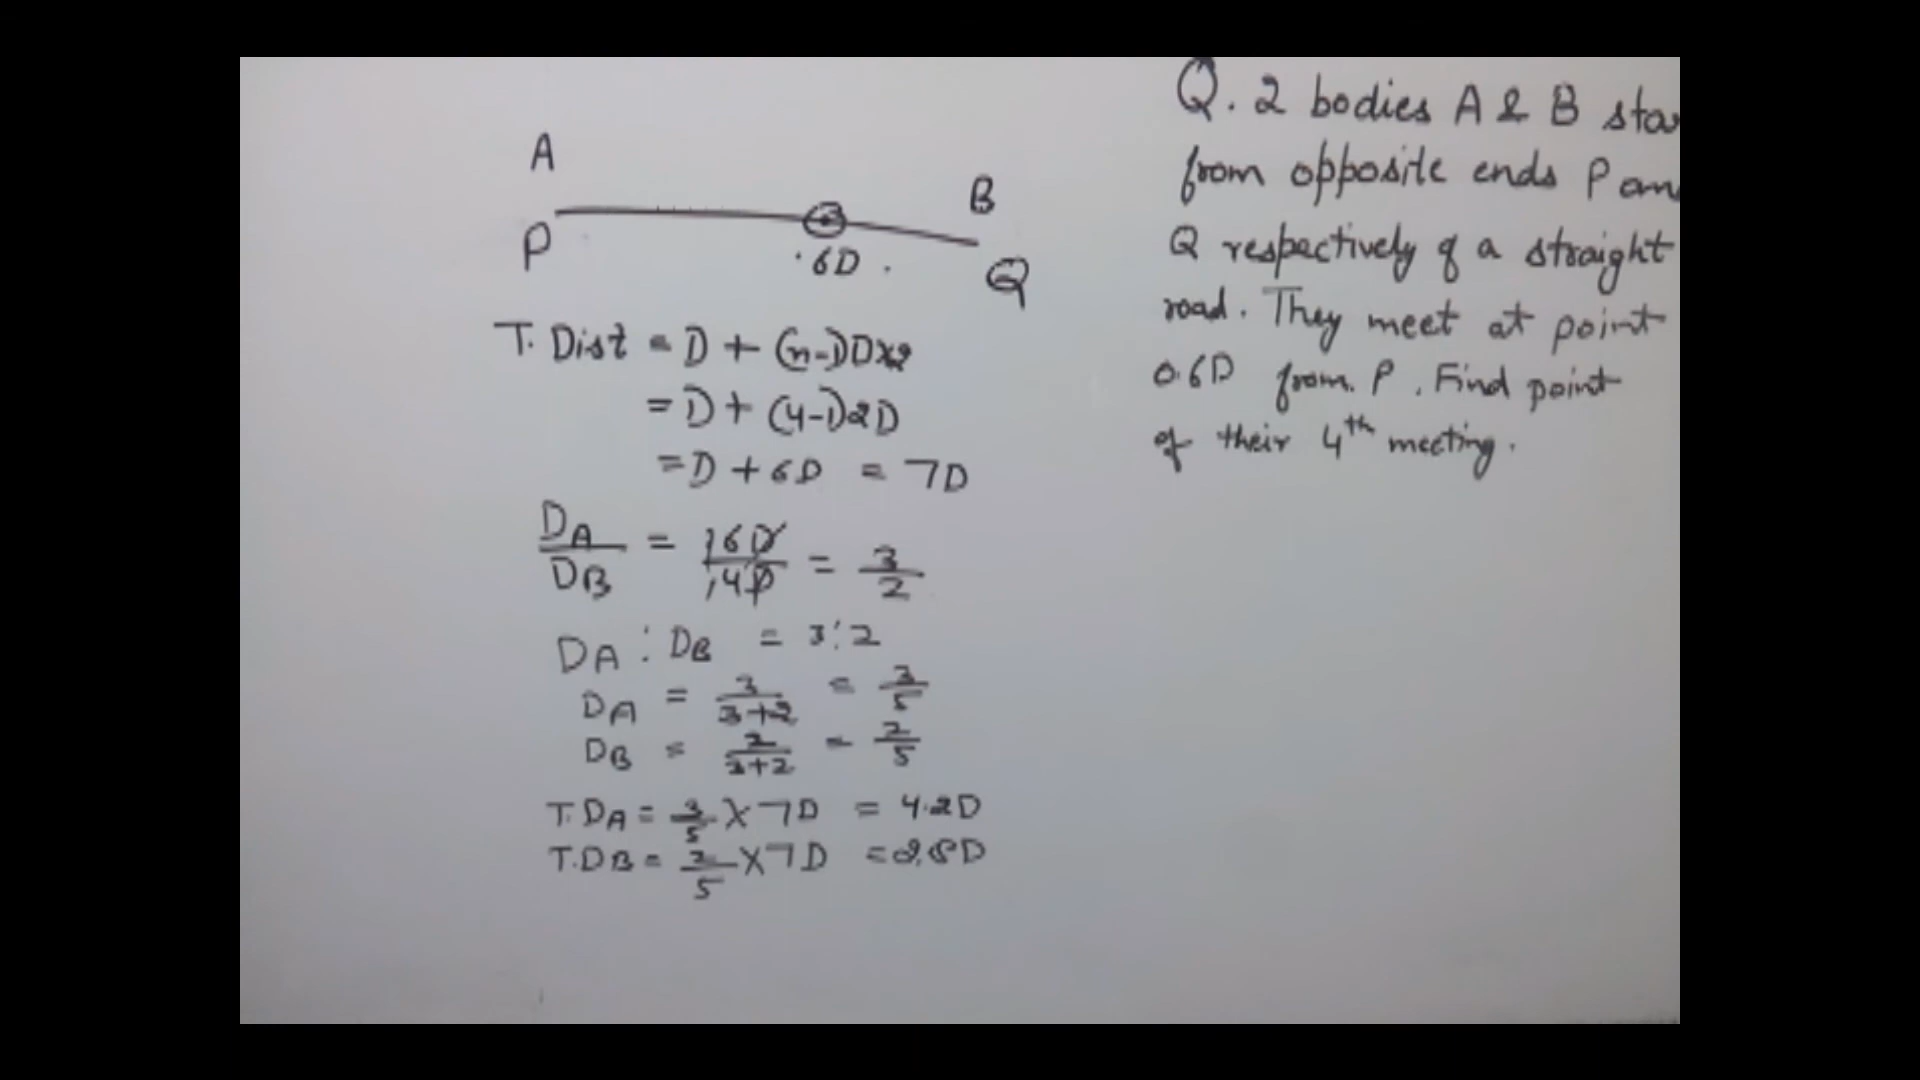 A
B
P
.6D
Q
T. Dist = D + (n-1)D×2
= D + (4-1)2D
= D + 6D = 7D
DA/DB = .6D/.4D = 3/2
DA : DB = 3:2
DA = 3/3+2 = 3/5
DB = 2/3+2 = 2/5
T.DA = 3/5 × 7D = 4.2D
T.DB = 2/5 × 7D = 2.8D
Q. 2 bodies A & B sta
from opposite ends P an
Q respectively of a straight
road. They meet at point
0.6D from P. Find point
of their 4th meeting.